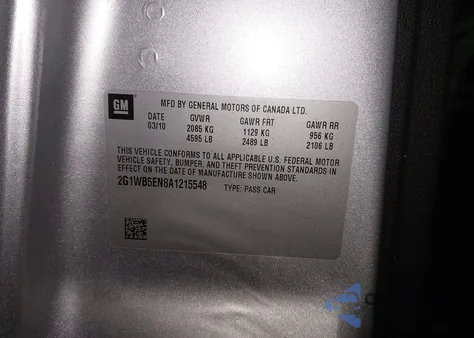 GM
MFD BY GENERAL MOTORS OF CANADA LTD.
DATE GVWR GAWR FRT GAWR RR
03/10 2085 KG 1129 KG 956 KG
4595 LB 2489 LB 2106 LB
THIS VEHICLE CONFORMS TO ALL APPLICABLE U.S. FEDERAL MOTOR
VEHICLE SAFETY, BUMPER, AND THEFT PREVENTION STANDARDS IN
EFFECT ON THE DATE OF MANUFACTURE SHOWN ABOVE.
2G1WB5EN8A1215548 TYPE: PASS CAR